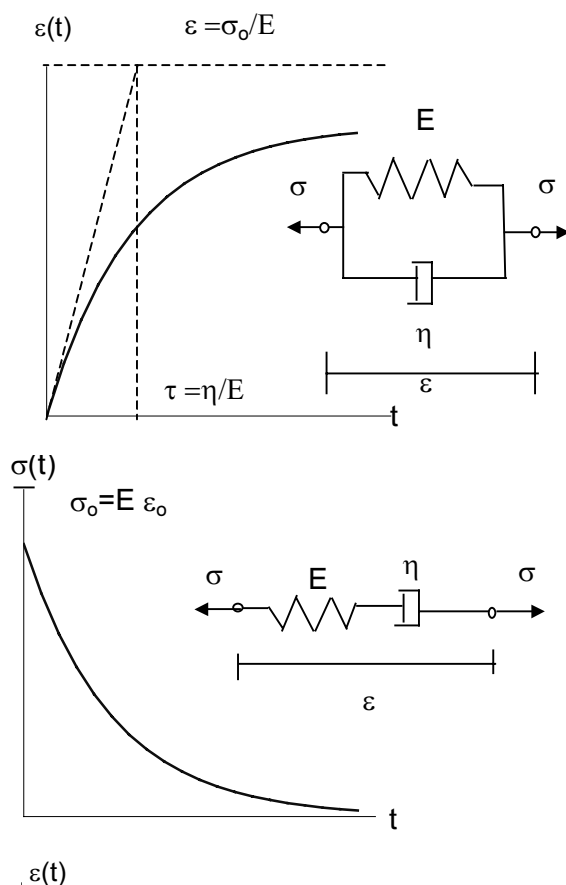 ε(t)
ε =σₒ/E
E
σ
σ
η
ε
τ =η/E
t
σ(t)
σₒ=E εₒ
σ
E
η
σ
ε
t
ε(t)